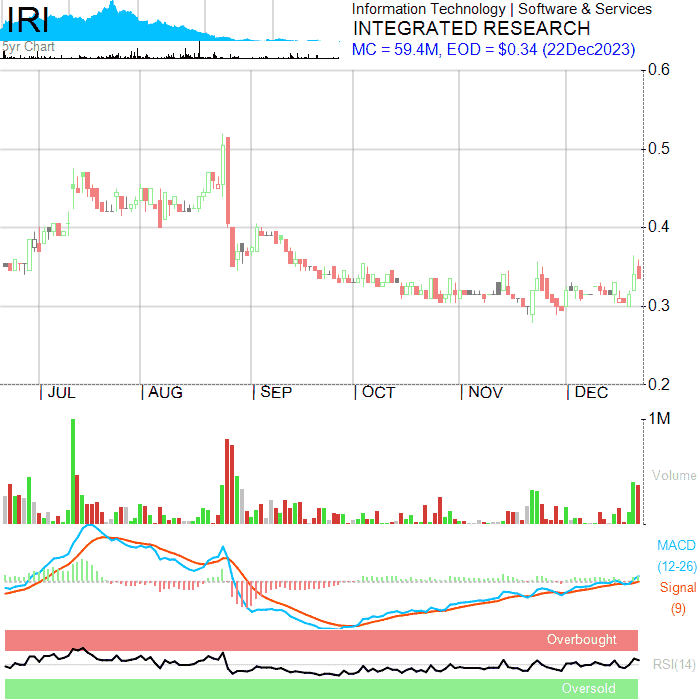 IRI
5yr Chart
Information Technology | Software & Services
INTEGRATED RESEARCH
MC = 59.4M, EOD = $0.34 (22Dec2023)
0.6
0.5
0.4
0.3
0.2
JUL
AUG
SEP
OCT
NOV
DEC
1M
Volume
MACD
(12-26)
Signal
(9)
Overbought
RSI(14)
Oversold